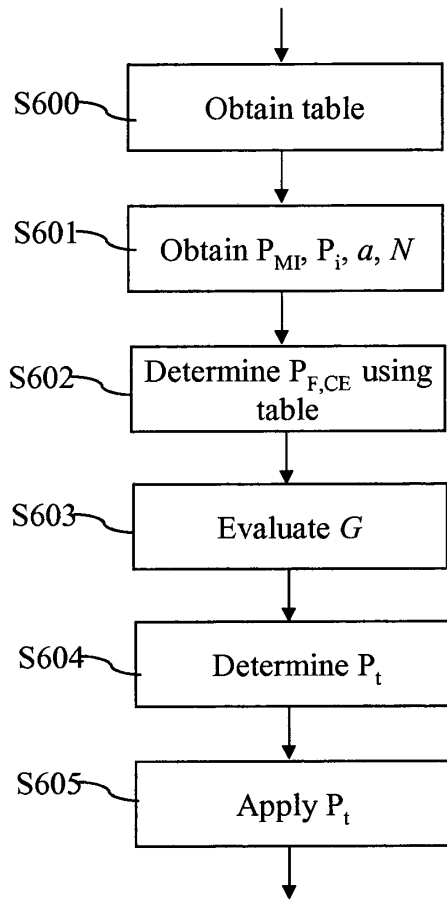 S600
Obtain table
S601
Obtain P_MI, P_i, a, N
S602
Determine P_F,CE using
table
S603
Evaluate G
S604
Determine P_t
S605
Apply P_t